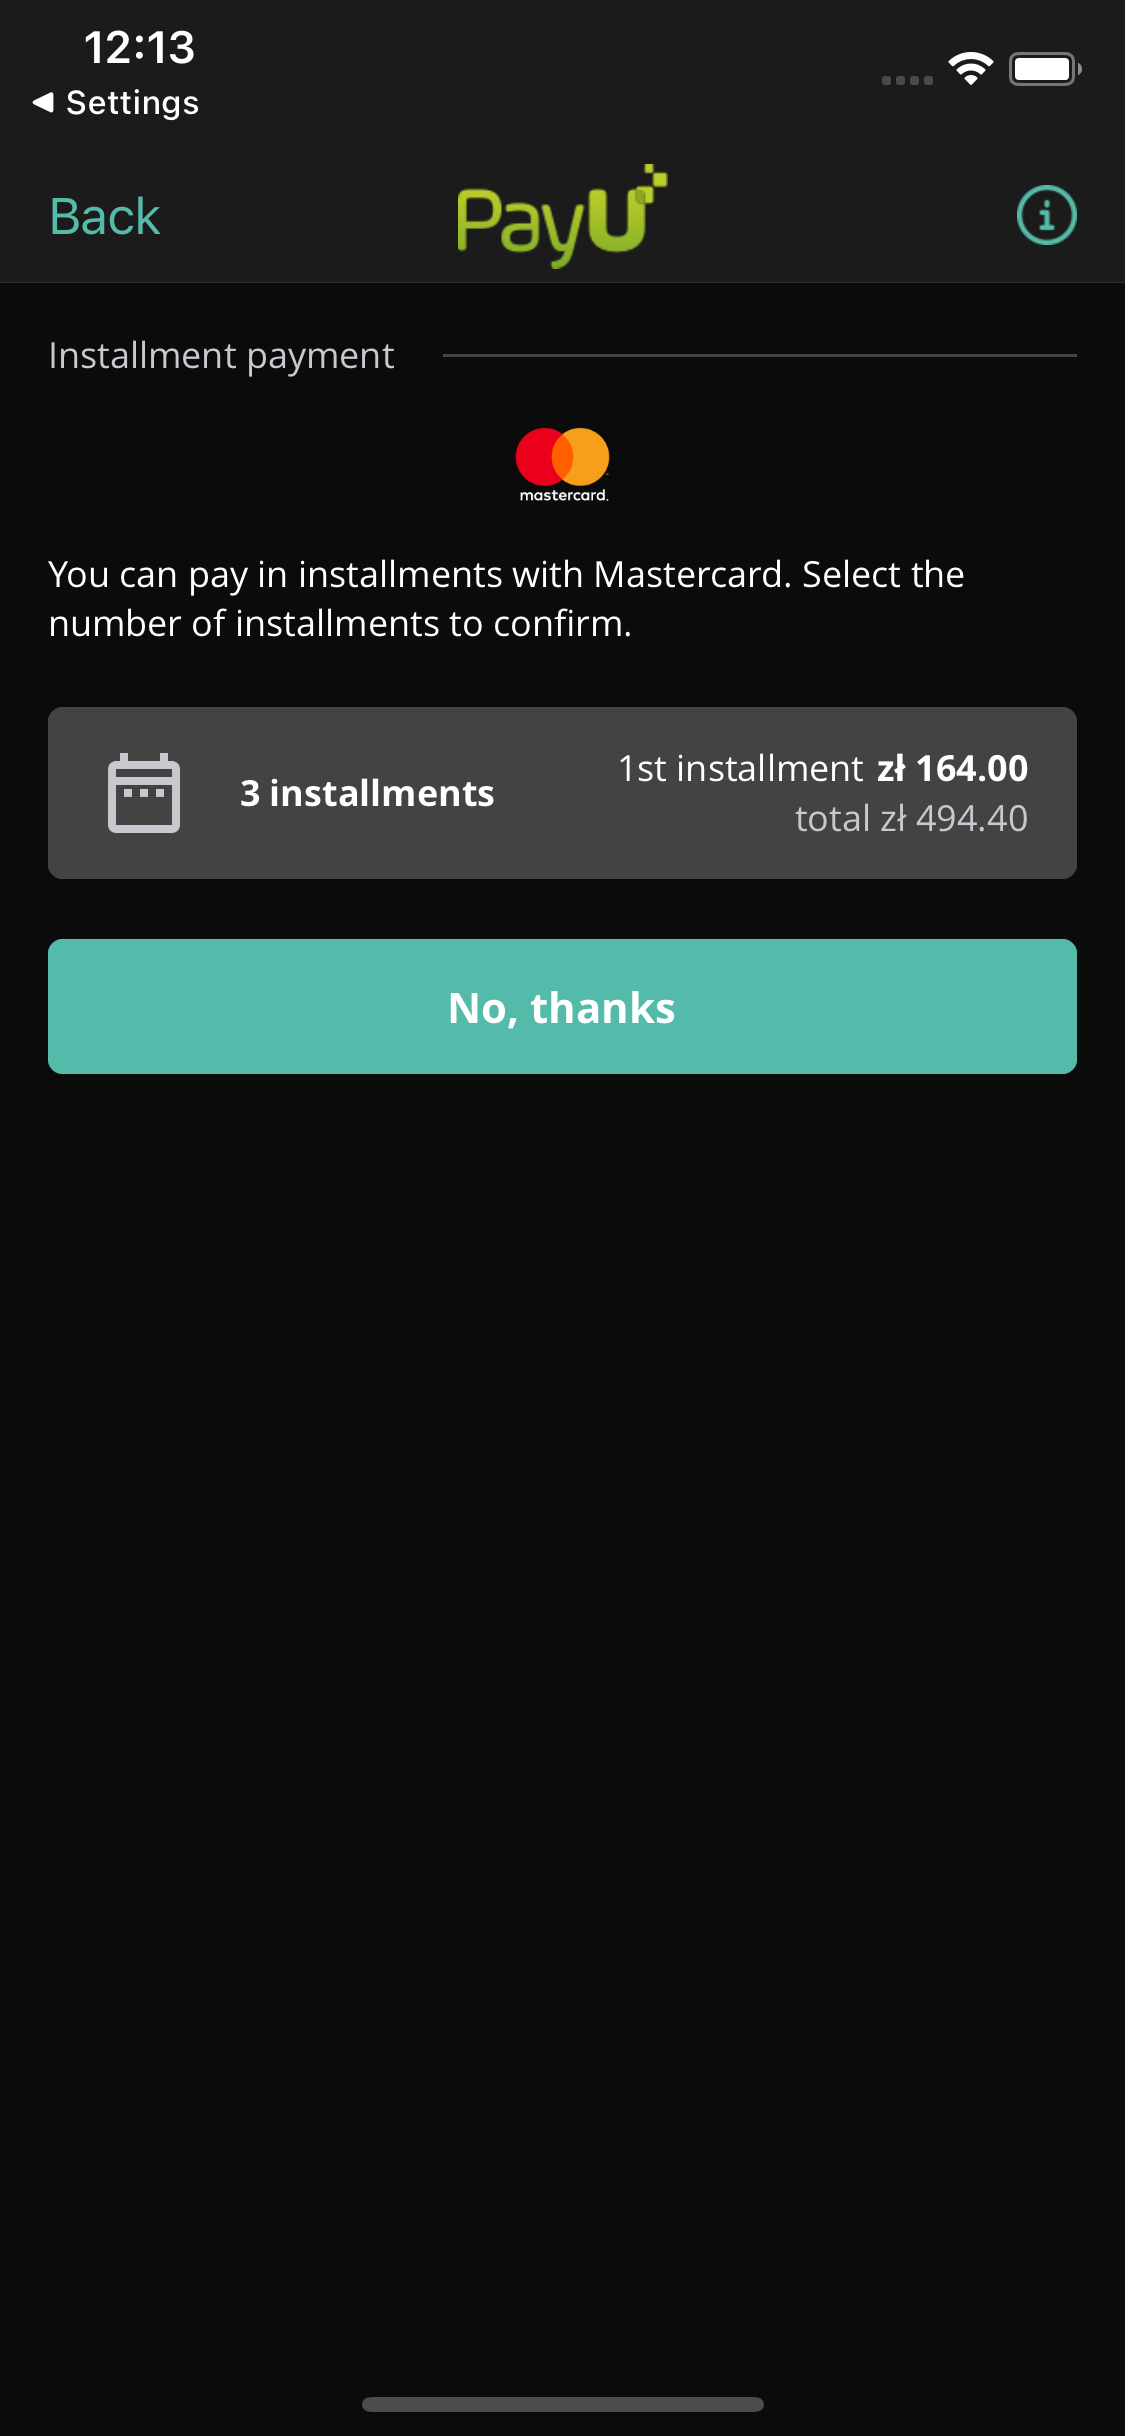 12:13
Settings
Back
PayU
Installment payment
mastercard.
You can pay in installments with Mastercard. Select the
number of installments to confirm.
3 installments
1st installment zł 164.00
total zł 494.40
No, thanks